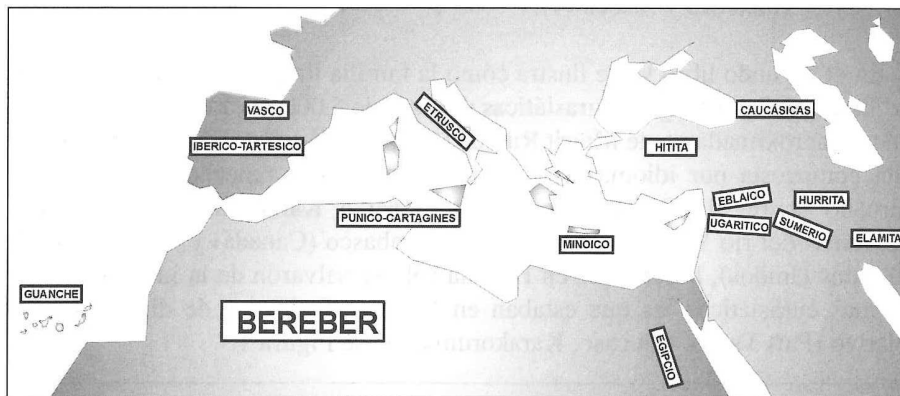 VASCO
ETRUSCO
CAUCÁSICAS
IBERICO-TARTESICO
HITITA
EBLAICO
HURRITA
PUNICO-CARTAGINES
UGARITICO
SUMERIO
MINOICO
ELAMITA
GUANCHE
BEREBER
EGIPCIO